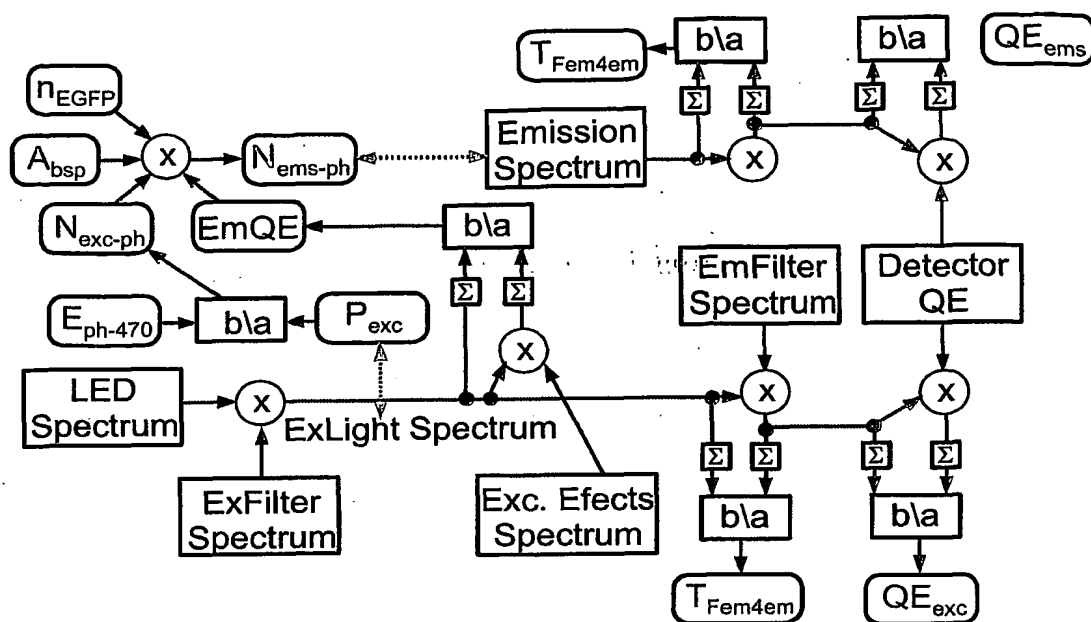 b\a
b\a
QE_ems
T_Fem4em
n_EGFP
Σ
Σ
Σ
Σ
A_bsp
x
N_ems-ph
Emission
Spectrum
x
x
N_exc-ph
EmQE
b\a
EmFilter
Spectrum
Detector
QE
Σ
Σ
E_ph-470
b\a
P_exc
x
LED
Spectrum
x
x
x
ExLight Spectrum
Σ
Σ
Σ
Σ
ExFilter
Spectrum
Exc. Efects
Spectrum
b\a
b\a
T_Fem4em
QE_exc